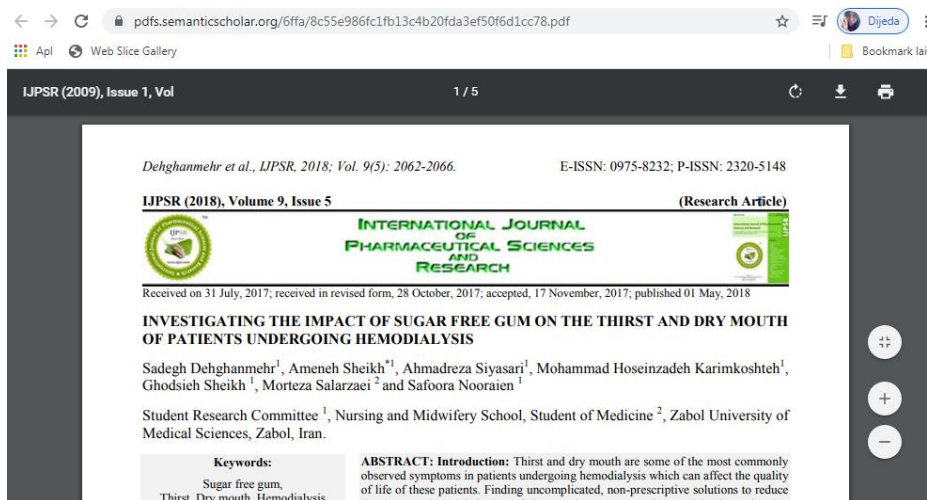 pdfs.semanticscholar.org/6ffa/8c55e986fc1fb13c4b20fda3ef50f6d1cc78.pdf
Dijeda
Apl
Web Slice Gallery
Bookmark lai
IJPSR (2009), Issue 1, Vol
1 / 5
Dehghanmehr et al., IJPSR, 2018; Vol. 9(5): 2062-2066.
E-ISSN: 0975-8232; P-ISSN: 2320-5148
IJPSR (2018), Volume 9, Issue 5
(Research Article)
INTERNATIONAL JOURNAL
OF
PHARMACEUTICAL SCIENCES
AND
RESEARCH
Received on 31 July, 2017; received in revised form, 28 October, 2017; accepted, 17 November, 2017; published 01 May, 2018
INVESTIGATING THE IMPACT OF SUGAR FREE GUM ON THE THIRST AND DRY MOUTH
OF PATIENTS UNDERGOING HEMODIALYSIS
Sadegh Dehghanmehr1, Ameneh Sheikh*1, Ahmadreza Siyasari1, Mohammad Hoseinzadeh Karimkoshteh1,
Ghodsieh Sheikh 1, Morteza Salarzaei 2 and Safoora Nooraien 1
Student Research Committee 1, Nursing and Midwifery School, Student of Medicine 2, Zabol University of
Medical Sciences, Zabol, Iran.
Keywords:
Sugar free gum,
Thirst, Dry mouth, Hemodialysis
ABSTRACT: Introduction: Thirst and dry mouth are some of the most commonly
observed symptoms in patients undergoing hemodialysis which can affect the quality
of life of these patients. Finding uncomplicated, non-prescriptive solutions to reduce